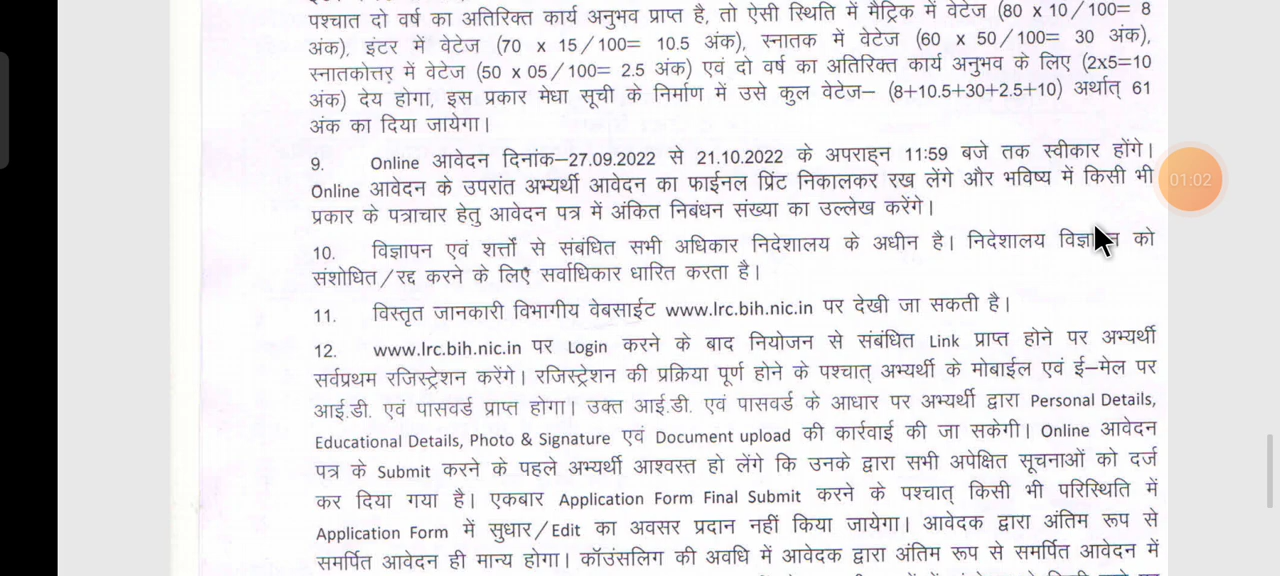 पश्चात दो वर्ष का अतिरिक्त कार्य अनुभव प्राप्त है, तो ऐसी स्थिति में मैट्रिक में वेटेज (80 x 10/100= 8
अंक), इंटर में वेटेज (70 x 15/100= 10.5 अंक), स्नातक में वेटेज (60 x 50/100= 30 अंक),
स्नातकोत्तर में वेटेज (50 x 05/100= 2.5 अंक) एवं दो वर्ष का अतिरिक्त कार्य अनुभव के लिए (2x5=10
अंक) देय होगा, इस प्रकार मेधा सूची के निर्माण में उसे कुल वेटेज– (8+10.5+30+2.5+10) अर्थात् 61
अंक का दिया जायेगा।
9. Online आवेदन दिनांक–27.09.2022 से 21.10.2022 के अपराह्न 11:59 बजे तक स्वीकार होंगे।
01:02
Online आवेदन के उपरांत अभ्यर्थी आवेदन का फाईनल प्रिंट निकालकर रख लेंगे और भविष्य में किसी भी
प्रकार के पत्राचार हेतु आवेदन पत्र में अंकित निबंधन संख्या का उल्लेख करेंगे।
10. विज्ञापन एवं शर्त्तो से संबंधित सभी अधिकार निदेशालय के अधीन है। निदेशालय को
संशोधित/रद्द करने के लिए सर्वाधिकार धारित करता है।
11. विस्तृत जानकारी विभागीय वेबसाईट www.lrc.bih.nic.in पर देखी जा सकती है।
12. www.lrc.bih.nic.in पर Login करने के बाद नियोजन से संबंधित Link प्राप्त होने पर अभ्यर्थी
सर्वप्रथम रजिस्ट्रेशन करेंगे। रजिस्ट्रेशन की प्रक्रिया पूर्ण होने के पश्चात् अभ्यर्थी के मोबाईल एवं ई–मेल पर
आई.डी. एवं पासवर्ड प्राप्त होगा। उक्त आई.डी. एवं पासवर्ड के आधार पर अभ्यर्थी द्वारा Personal Details,
Educational Details, Photo & Signature एवं Document upload की कार्रवाई की जा सकेगी। Online आवेदन
पत्र के Submit करने के पहले अभ्यर्थी आश्वस्त हो लेंगे कि उनके द्वारा सभी अपेक्षित सूचनाओं को दर्ज
कर दिया गया है। एकबार Application Form Final Submit करने के पश्चात् किसी भी परिस्थिति में
Application Form में सुधार/Edit का अवसर प्रदान नहीं किया जायेगा। आवेदक द्वारा अंतिम रूप से
समर्पित आवेदन ही मान्य होगा। कॉउंसलिग की अवधि में आवेदक द्वारा अंतिम रूप से समर्पित आवेदन में